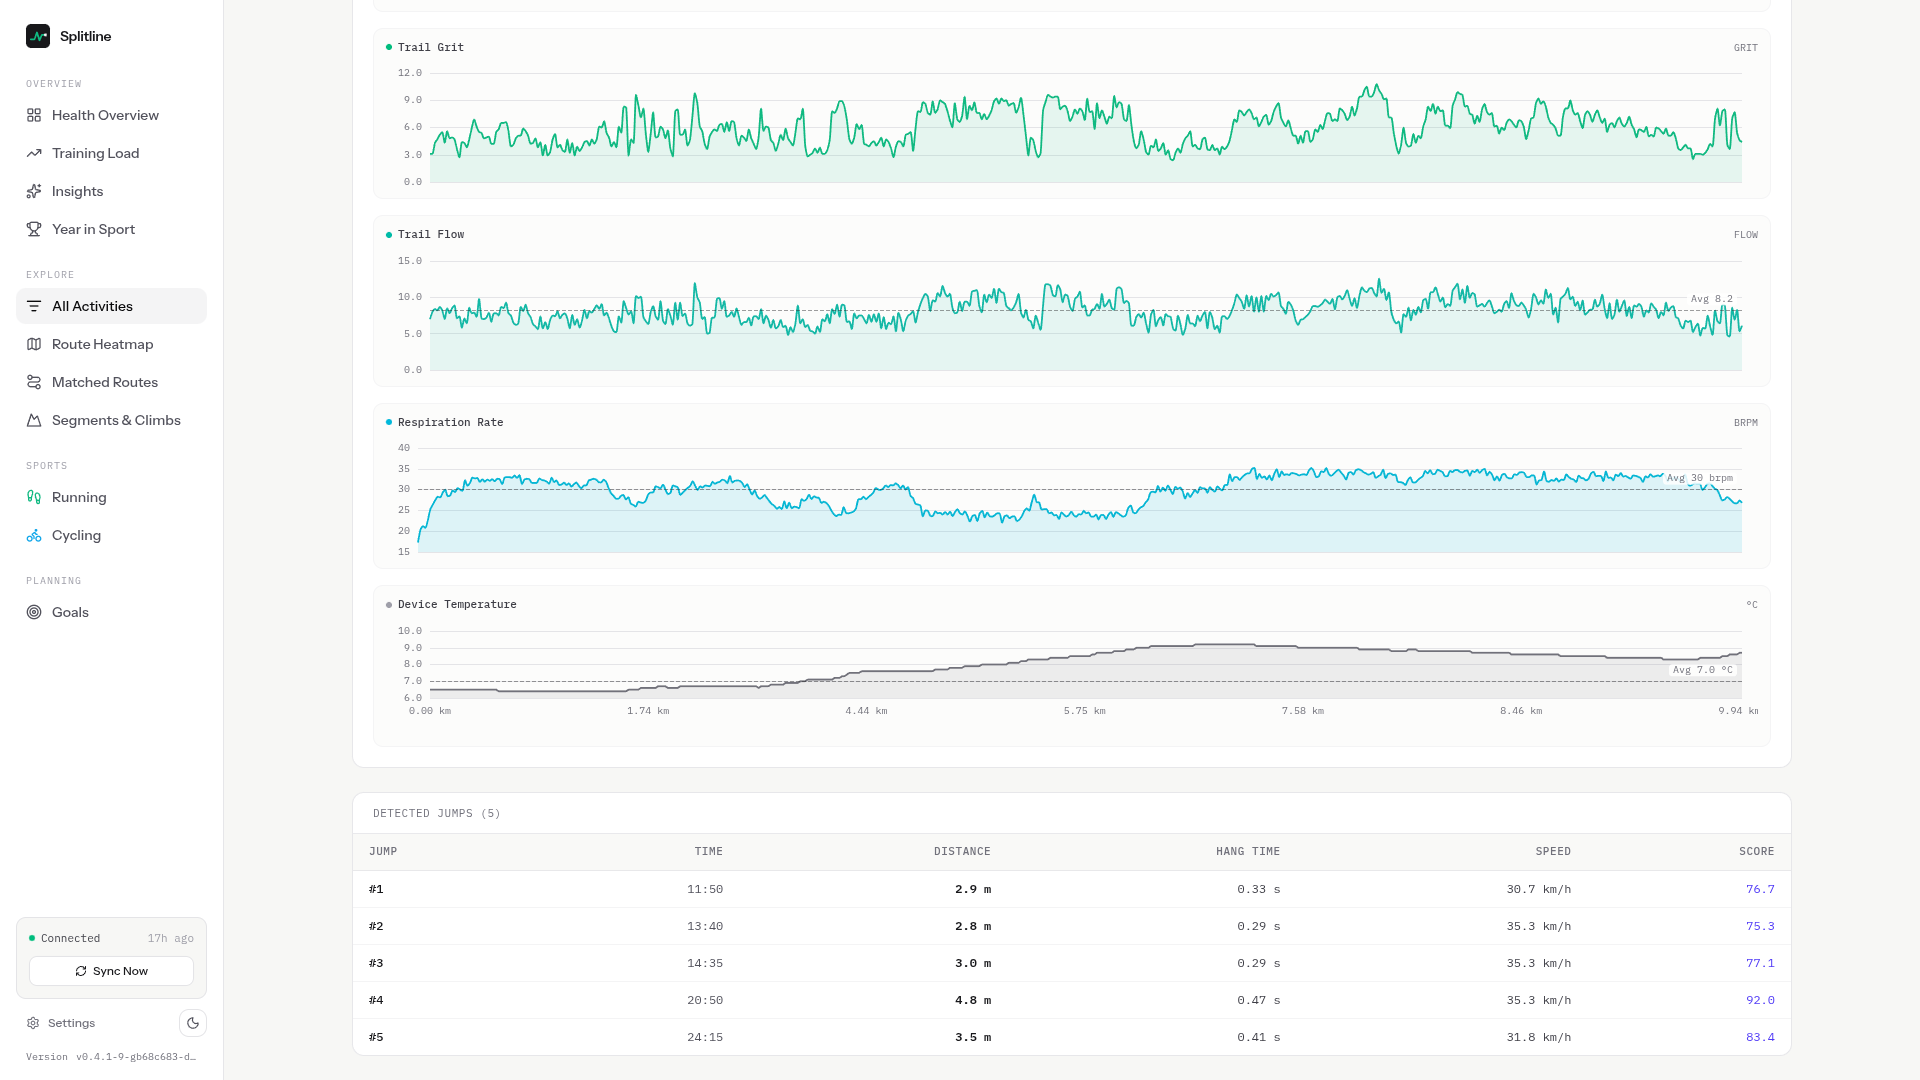 Splitline
OVERVIEW
Health Overview
Training Load
Insights
Year in Sport
EXPLORE
All Activities
Route Heatmap
Matched Routes
Segments & Climbs
SPORTS
Running
Cycling
PLANNING
Goals
Connected 17h ago
Sync Now
Settings
Version v0.4.1-9-gb68c683-d…
Trail Grit GRIT
12.0
9.0
6.0
3.0
0.0
Trail Flow FLOW
15.0
10.0
5.0
0.0
Avg 8.2
Respiration Rate BRPM
40
35
30
25
20
15
Avg 30 brpm
Device Temperature °C
10.0
9.0
8.0
7.0
6.0
Avg 7.0 °C
0.00 km 1.74 km 4.44 km 5.75 km 7.58 km 8.46 km 9.94 km
DETECTED JUMPS (5)
JUMP TIME DISTANCE HANG TIME SPEED SCORE
#1 11:50 2.9 m 0.33 s 30.7 km/h 76.7
#2 13:40 2.8 m 0.29 s 35.3 km/h 75.3
#3 14:35 3.0 m 0.29 s 35.3 km/h 77.1
#4 20:50 4.8 m 0.47 s 35.3 km/h 92.0
#5 24:15 3.5 m 0.41 s 31.8 km/h 83.4